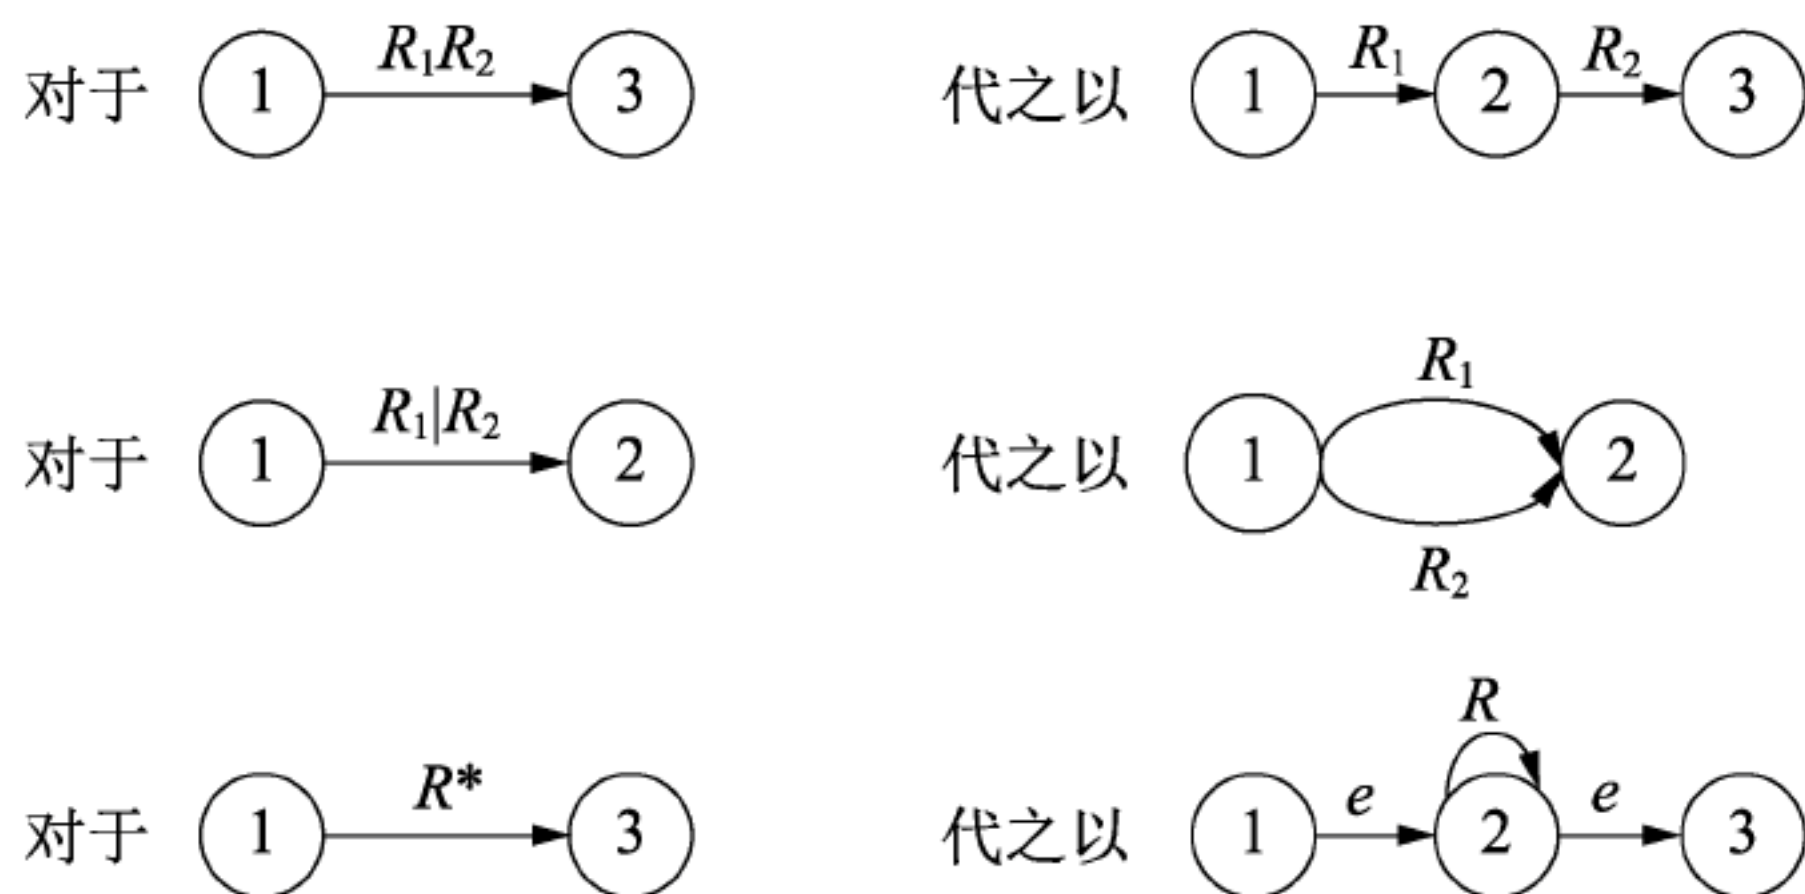 对于 1 R₁R₂ 3 代之以 1 R₁ 2 R₂ 3
对于 1 R₁|R₂ 2 代之以 1 R₁ R₂ 2
对于 1 R* 3 代之以 1 e 2 R e 3